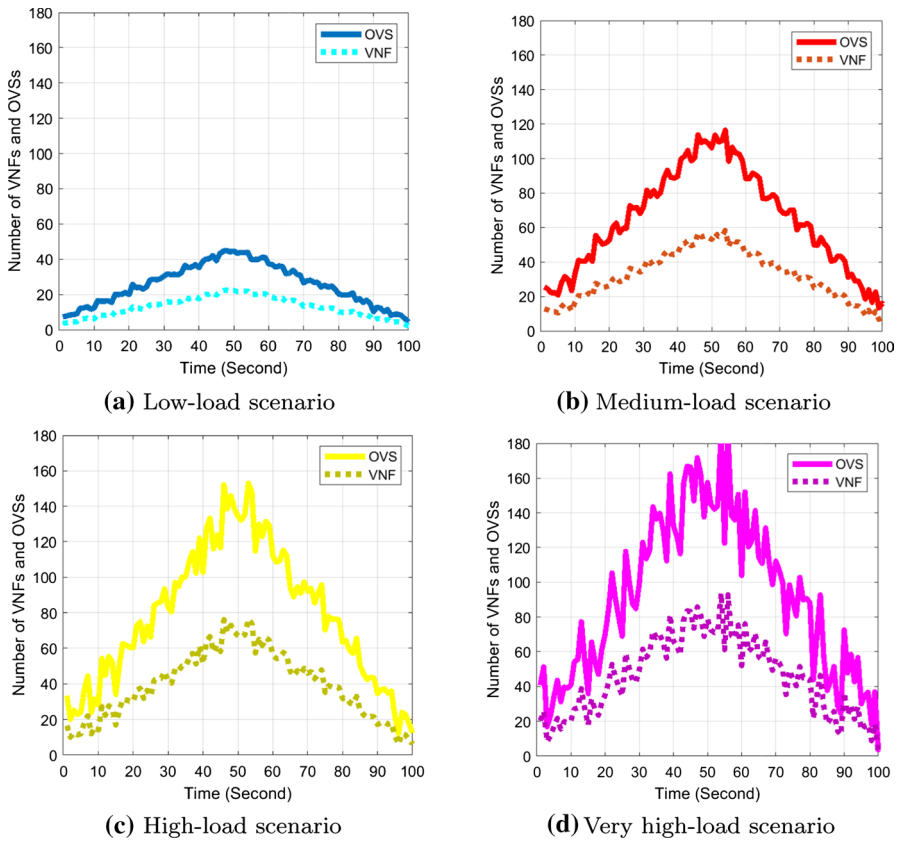 180
160
140
120
100
80
60
40
20
0
Number of VNFs and OVSs
OVS
VNF
0 10 20 30 40 50 60 70 80 90 100
Time (Second)
(a) Low-load scenario
180
160
140
120
100
80
60
40
20
0
Number of VNFs and OVSs
OVS
VNF
0 10 20 30 40 50 60 70 80 90 100
Time (Second)
(b) Medium-load scenario
180
160
140
120
100
80
60
40
20
0
Number of VNFs and OVSs
OVS
VNF
0 10 20 30 40 50 60 70 80 90 100
Time (Second)
(c) High-load scenario
180
160
140
120
100
80
60
40
20
0
Number of VNFs and OVSs
OVS
VNF
0 10 20 30 40 50 60 70 80 90 100
Time (Second)
(d) Very high-load scenario